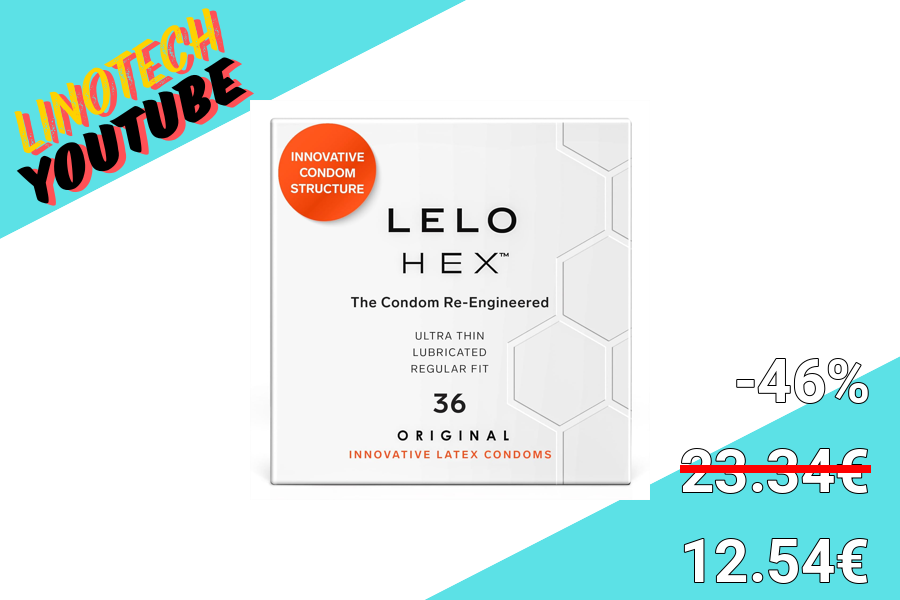 LINOTECH
YOUTUBE
INNOVATIVE
CONDOM
STRUCTURE
LELO
HEX™
The Condom Re-Engineered
ULTRA THIN
LUBRICATED
REGULAR FIT
36
ORIGINAL
INNOVATIVE LATEX CONDOMS
-46%
23.34€
12.54€